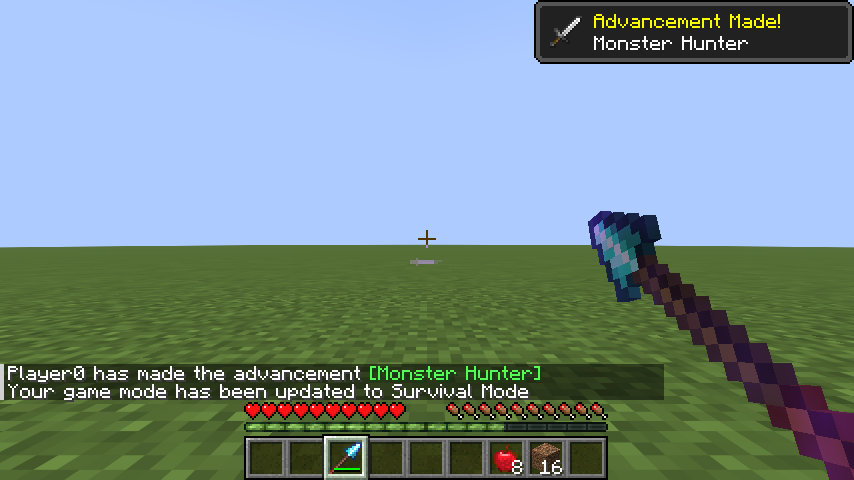 Advancement Made!
Monster Hunter
Player0 has made the advancement [Monster Hunter]
Your game mode has been updated to Survival Mode
8
16